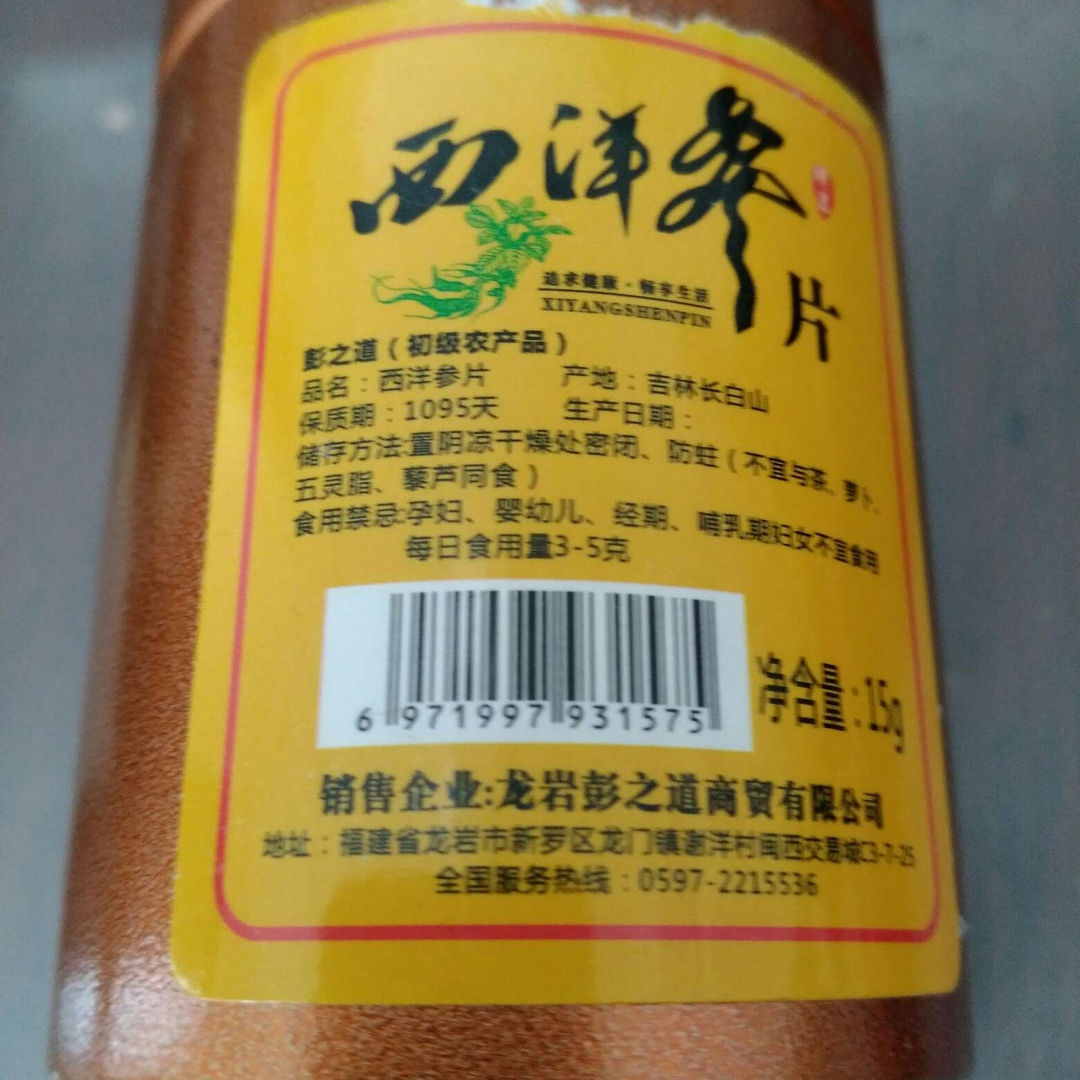 西洋参
片
追求健康·畅享生活
XIYANGSHENPIN
彭之道(初级农产品)
品名:西洋参片 产地:吉林长白山
保质期:1095天 生产日期:
储存方法:置阴凉干燥处密闭、防蛀(不宜与茶、萝卜、
五灵脂、藜芦同食)
食用禁忌:孕妇、婴幼儿、经期、哺乳期妇女不宜食用
每日食用量3-5克
6 971997 931575
净含量:15g
销售企业:龙岩彭之道商贸有限公司
地址:福建省龙岩市新罗区龙门镇谢洋村闽西交易城C3-7-25
全国服务热线:0597-2215536